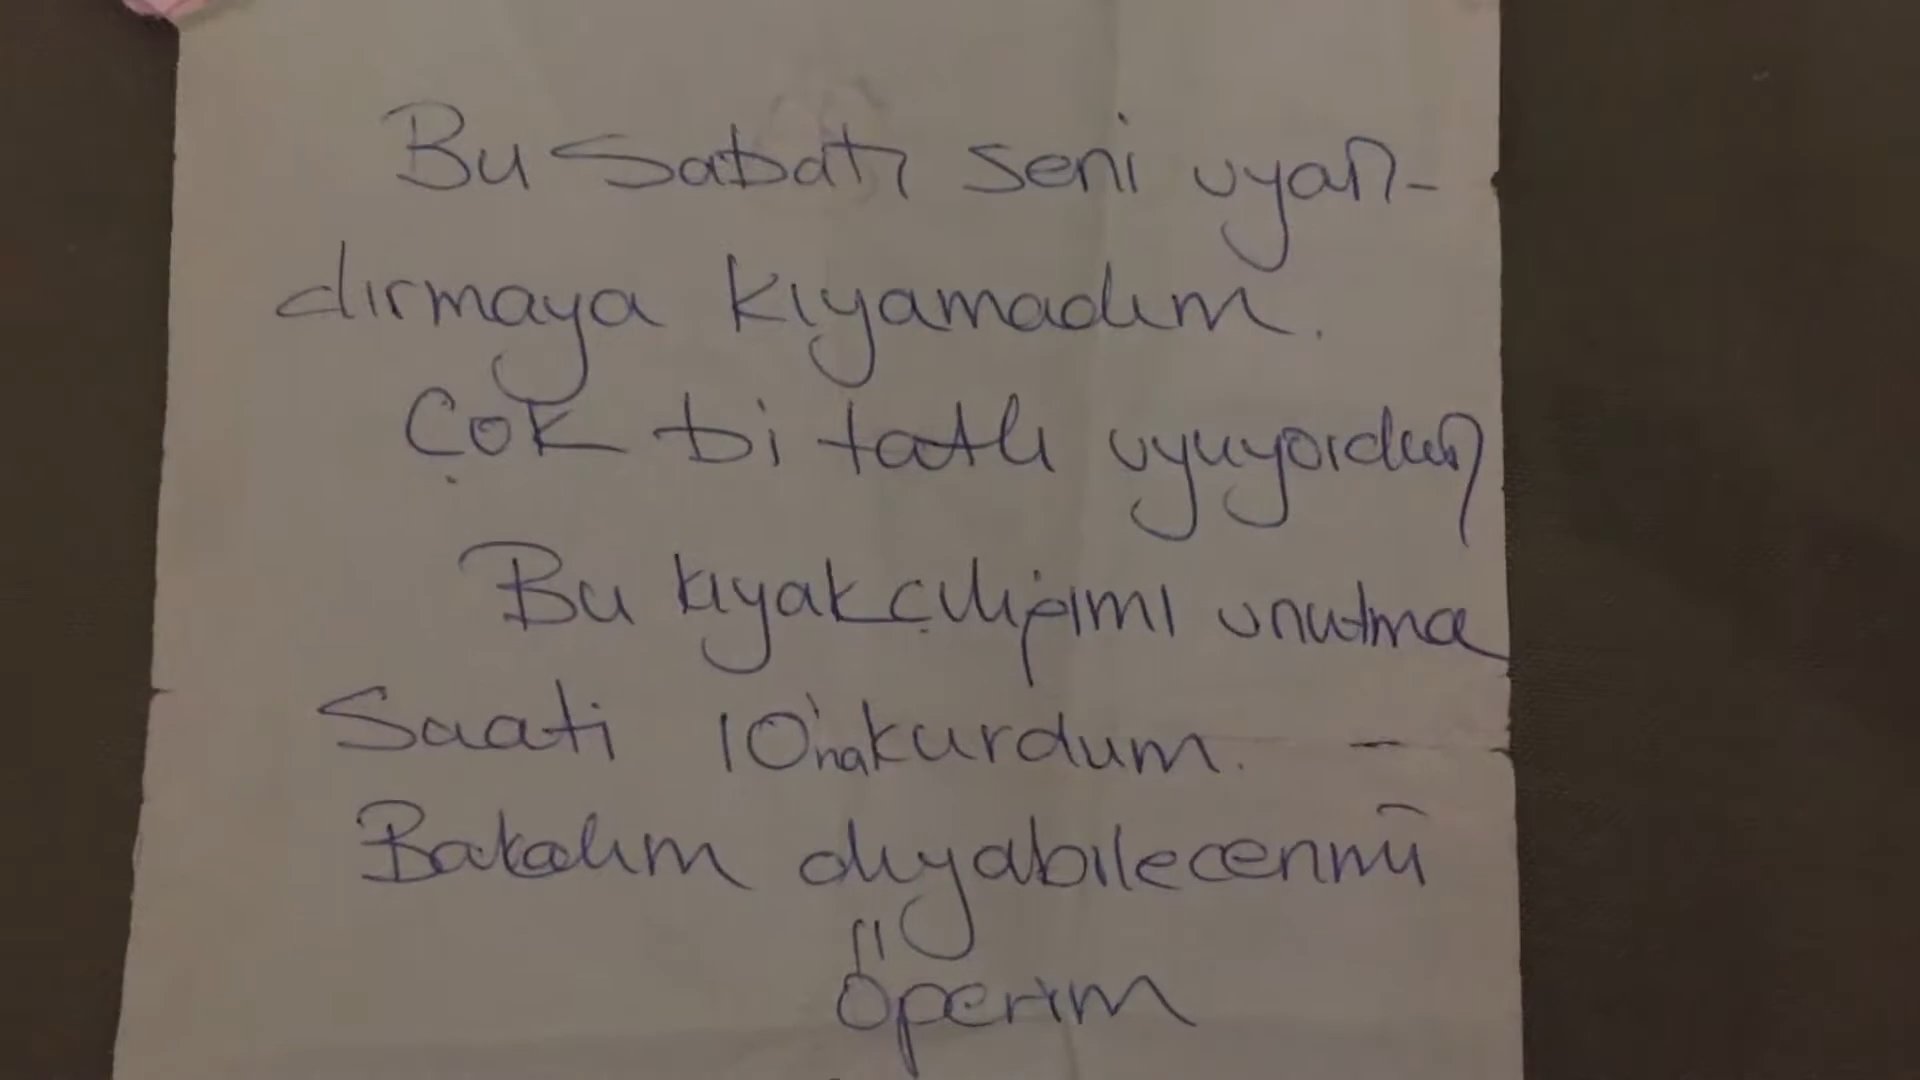 Bu sabah seni uyan-
dırmaya kıyamadım.
Çok bi tatlı uyuyordun
Bu kıyakçılığımı unutma
Saati 10'na kurdum. -
Bakalım duyabilecenmi
Öperim